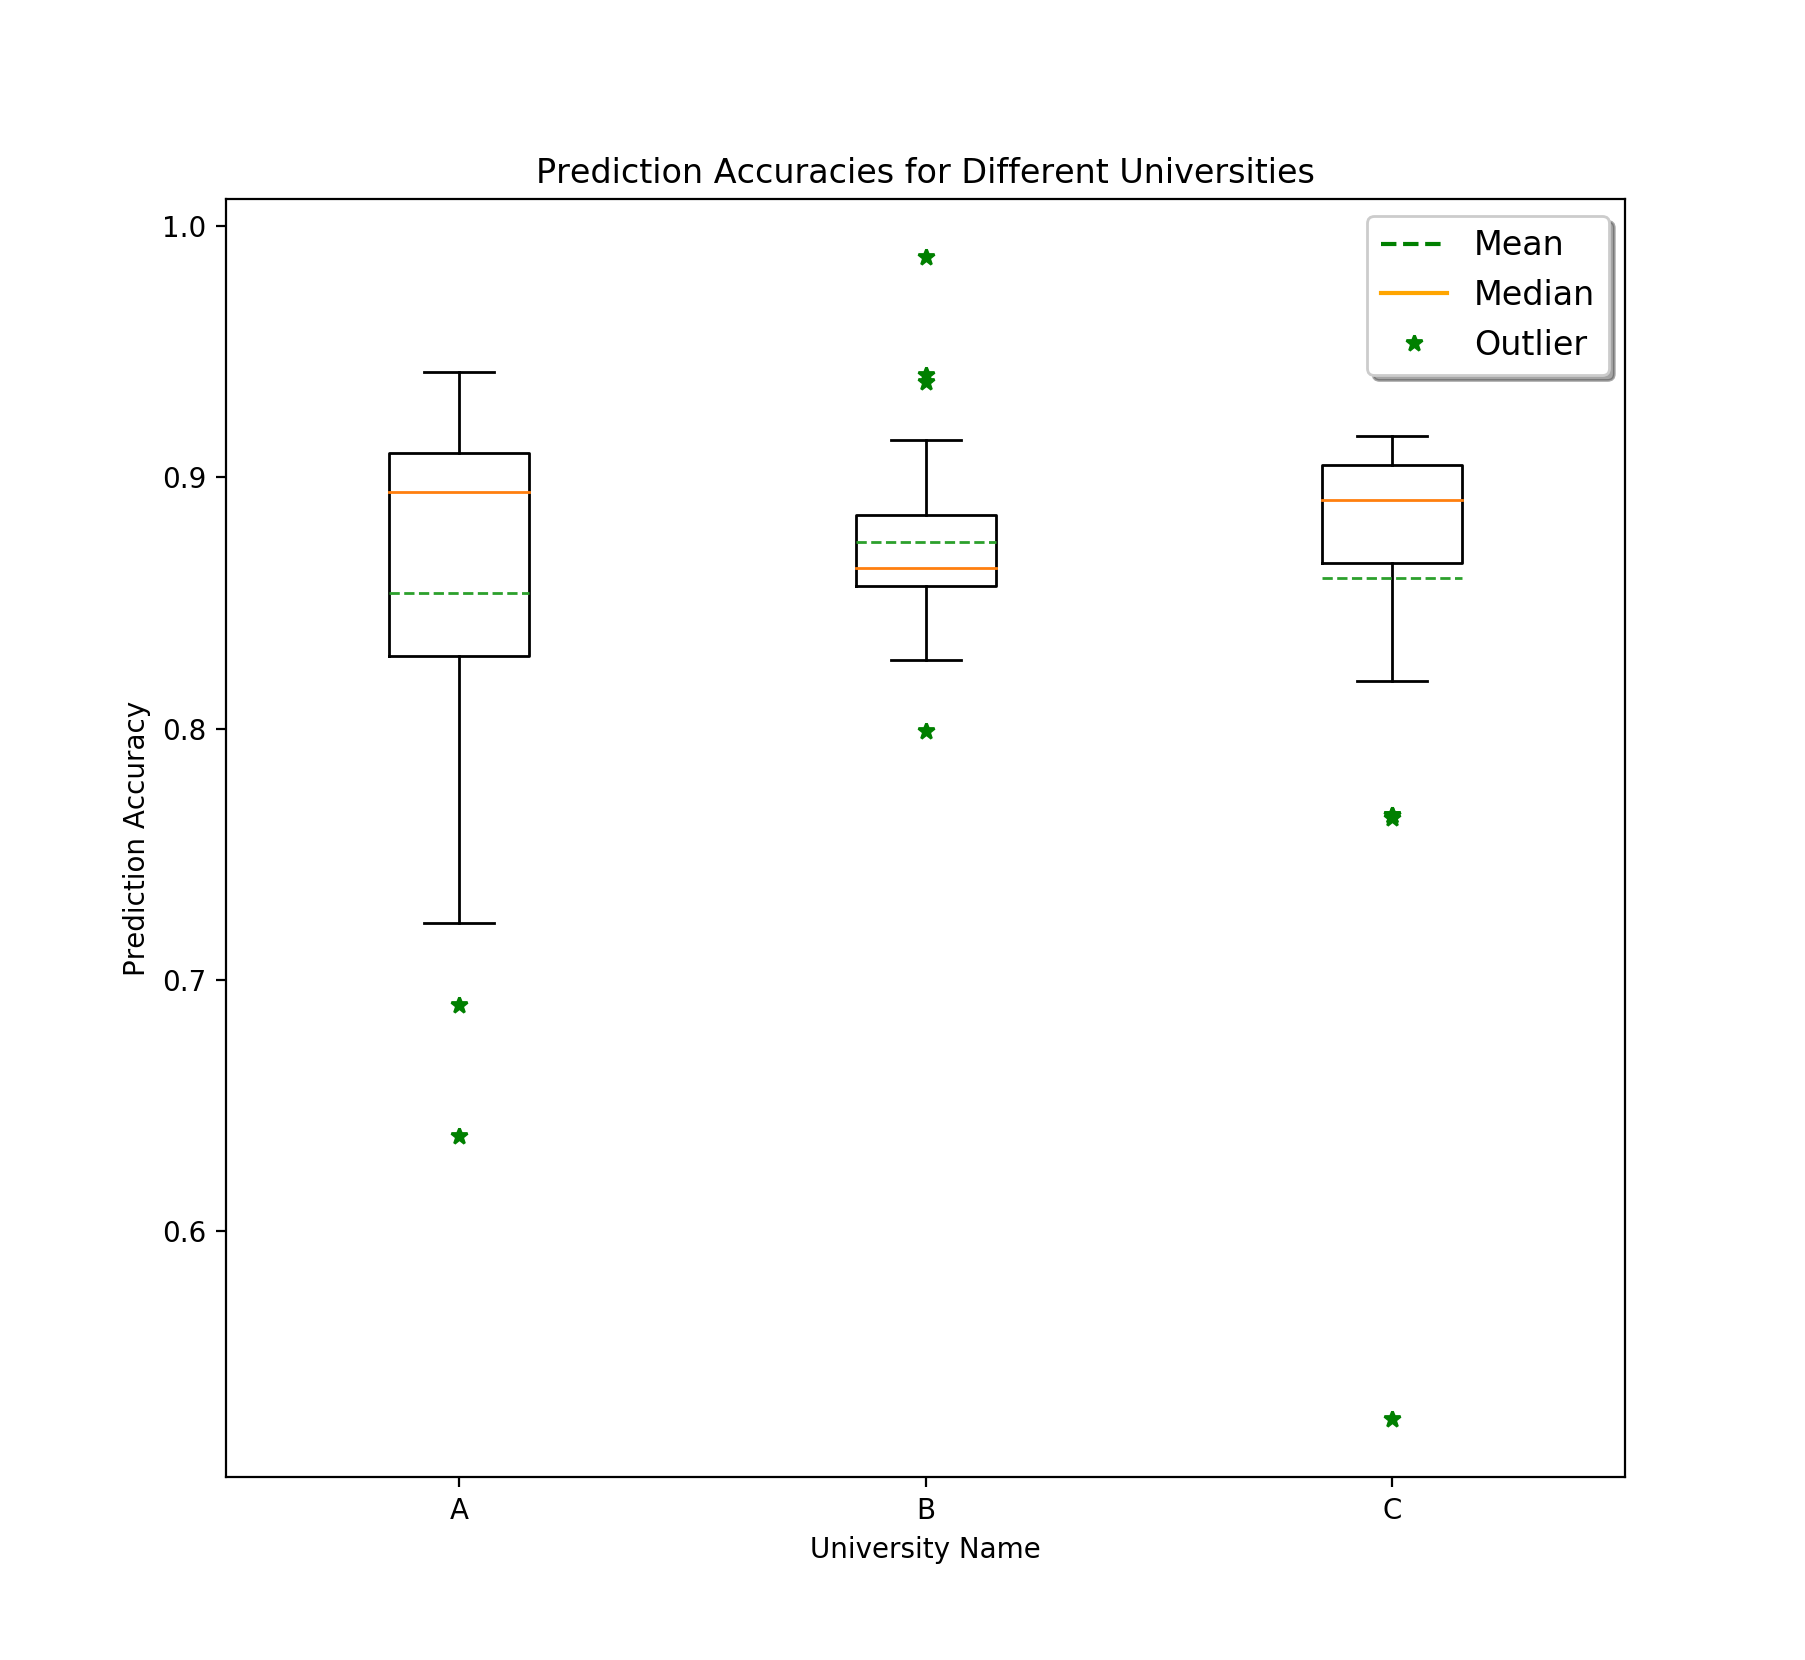 Prediction Accuracies for Different Universities
1.0
0.9
0.8
0.7
0.6
Prediction Accuracy
Mean
Median
Outlier
A
B
C
University Name